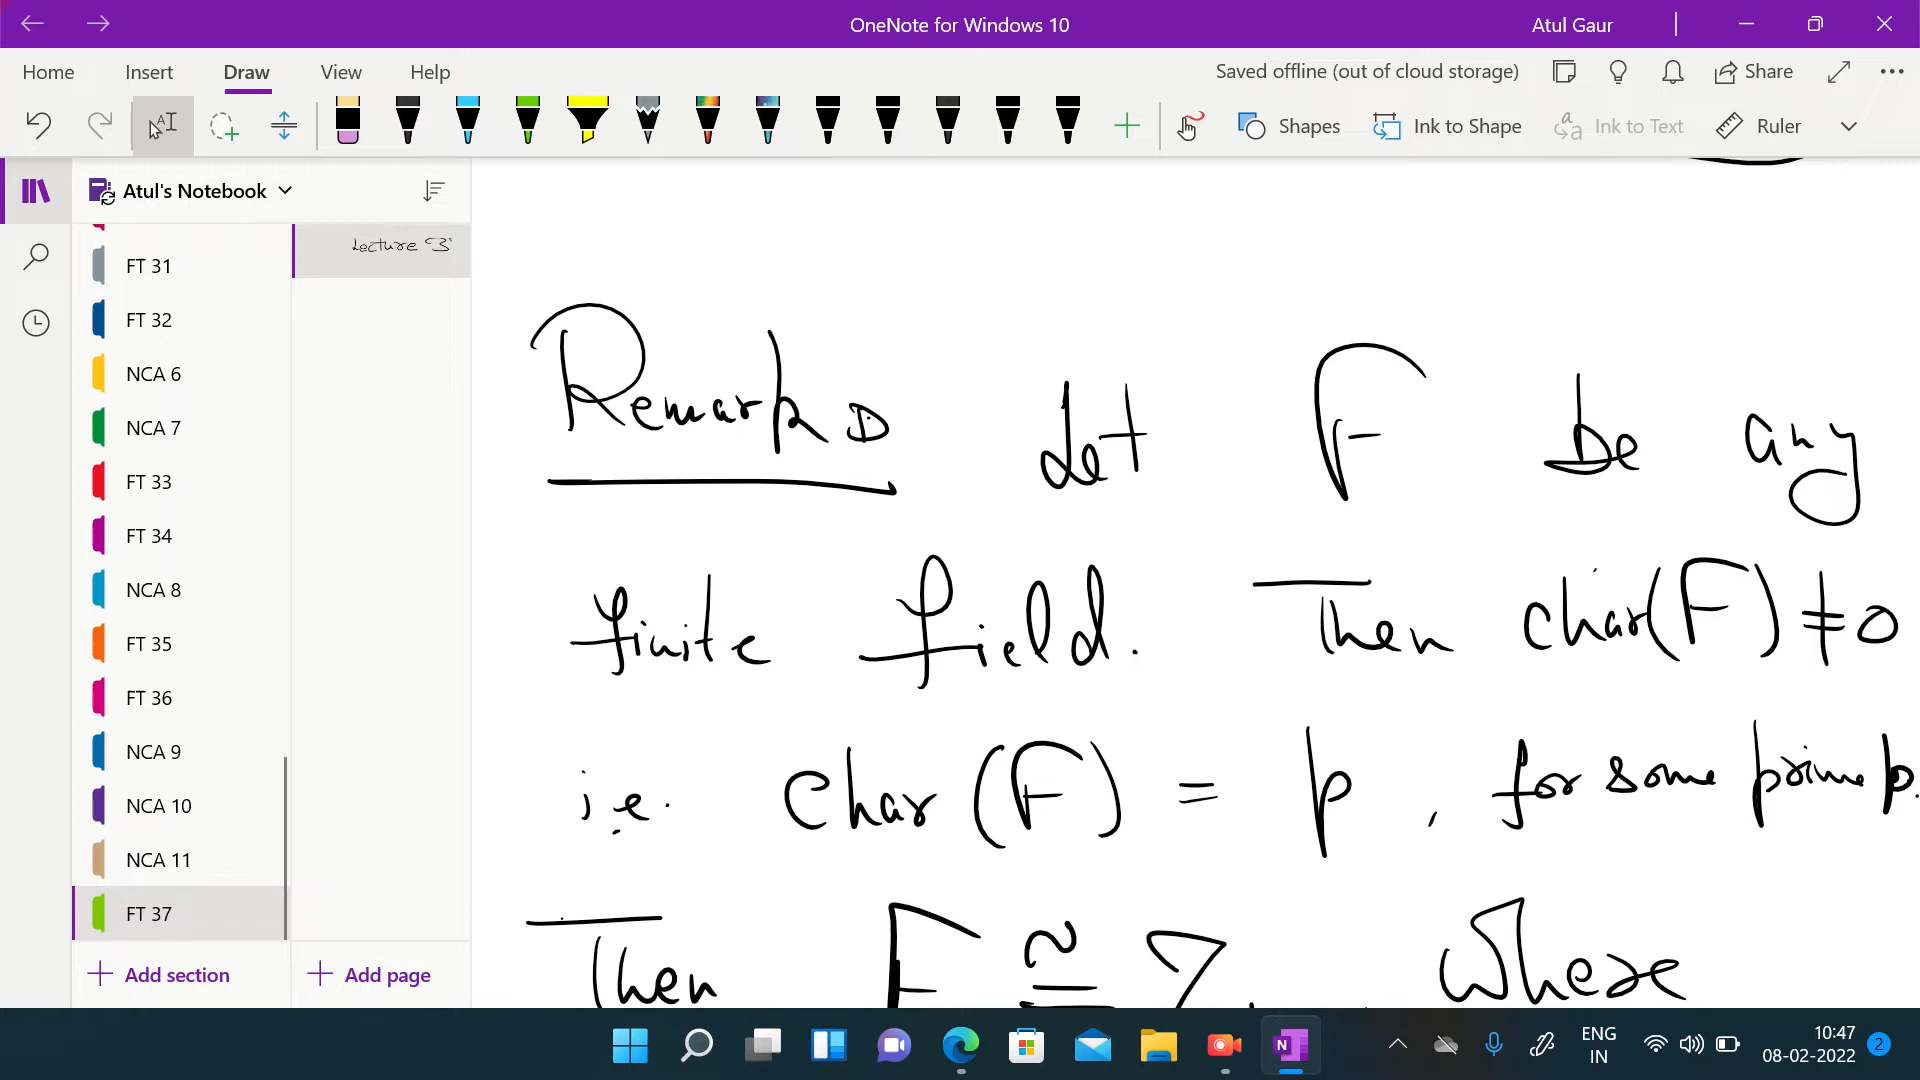 OneNote for Windows 10
Atul Gaur
Home Insert Draw View Help
Saved offline (out of cloud storage)
Share
Shapes
Ink to Shape
Ink to Text
Ruler
Atul's Notebook
FT 31
FT 32
NCA 6
NCA 7
FT 33
FT 34
NCA 8
FT 35
FT 36
NCA 9
NCA 10
NCA 11
FT 37
Add section
Lecture 3
Add page
Remark Let F be any
finite field. Then char(F) ≠ 0
i.e. char (F) = p , for some prime p.
Then F ≅ Z where
ENG
IN
10:47
08-02-2022
2